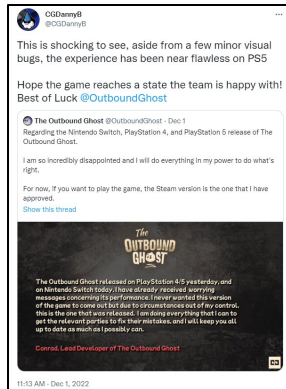 CGDannyB
@CGDannyB
This is shocking to see, aside from a few minor visual
bugs, the experience has been near flawless on PS5
Hope the game reaches a state the team is happy with!
Best of Luck @OutboundGhost
The Outbound Ghost @OutboundGhost · Dec 1
Regarding the Nintendo Switch, PlayStation 4, and PlayStation 5 release of The
Outbound Ghost.
I am so incredibly disappointed and I will do everything in my power to do what's
right.
For now, if you want to play the game, the Steam version is the one that I have
approved.
Show this thread
The
OUTBOUND
GHOST
The Outbound Ghost released on PlayStation 4/5 yesterday, and
on Nintendo Switch today. I have already received worrying
messages concerning its performance. I never wanted this version
of the game to come out but due to circumstances out of my control,
this is the one that was released. I am doing everything that I can to
get the relevant parties to fix their mistakes, and I will keep you all
up to date as much as I possibly can.
Conrad, Lead Developer of The Outbound Ghost
11:13 AM · Dec 1, 2022